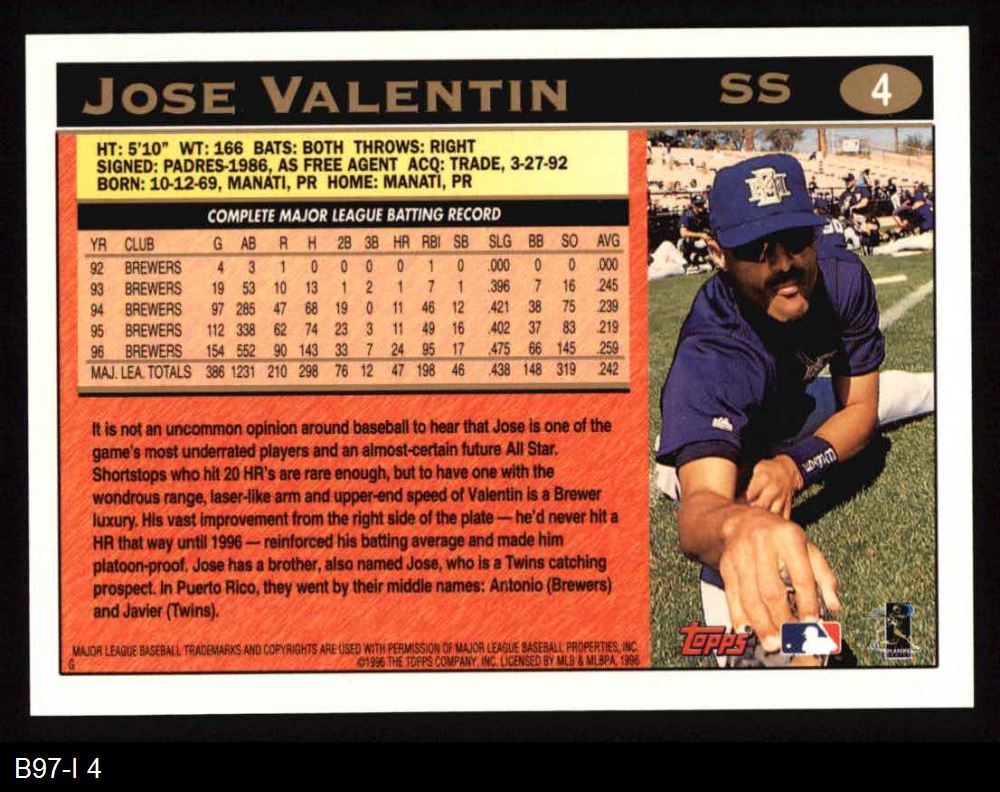 JOSE VALENTIN SS 4
HT: 5'10" WT: 166 BATS: BOTH THROWS: RIGHT
SIGNED: PADRES-1986, AS FREE AGENT ACQ: TRADE, 3-27-92
BORN: 10-12-69, MANATI, PR HOME: MANATI, PR
COMPLETE MAJOR LEAGUE BATTING RECORD
YR CLUB G AB R H 2B 3B HR RBI SB SLG BB SO AVG
92 BREWERS 4 3 1 0 0 0 0 1 0 .000 0 0 .000
93 BREWERS 19 53 10 13 1 2 1 7 1 .396 7 16 .245
94 BREWERS 97 285 47 68 19 0 11 46 12 .421 38 75 .239
95 BREWERS 112 338 62 74 23 3 11 49 16 .402 37 83 .219
96 BREWERS 154 552 90 143 33 7 24 95 17 .475 66 145 .259
MAJ. LEA. TOTALS 386 1231 210 298 76 12 47 198 46 .438 148 319 .242
It is not an uncommon opinion around baseball to hear that Jose is one of the
game's most underrated players and an almost-certain future All Star.
Shortstops who hit 20 HR's are rare enough, but to have one with the
wondrous range, laser-like arm and upper-end speed of Valentin is a Brewer
luxury. His vast improvement from the right side of the plate — he'd never hit a
HR that way until 1996 — reinforced his batting average and made him
platoon-proof. Jose has a brother, also named Jose, who is a Twins catching
prospect. In Puerto Rico, they went by their middle names: Antonio (Brewers)
and Javier (Twins).
MAJOR LEAGUE BASEBALL TRADEMARKS AND COPYRIGHTS ARE USED WITH PERMISSION OF MAJOR LEAGUE BASEBALL PROPERTIES, INC.
G ©1996 THE TOPPS COMPANY, INC. LICENSED BY MLB & MLBPA, 1996
TOPPS
PLAYERS
B97-I 4